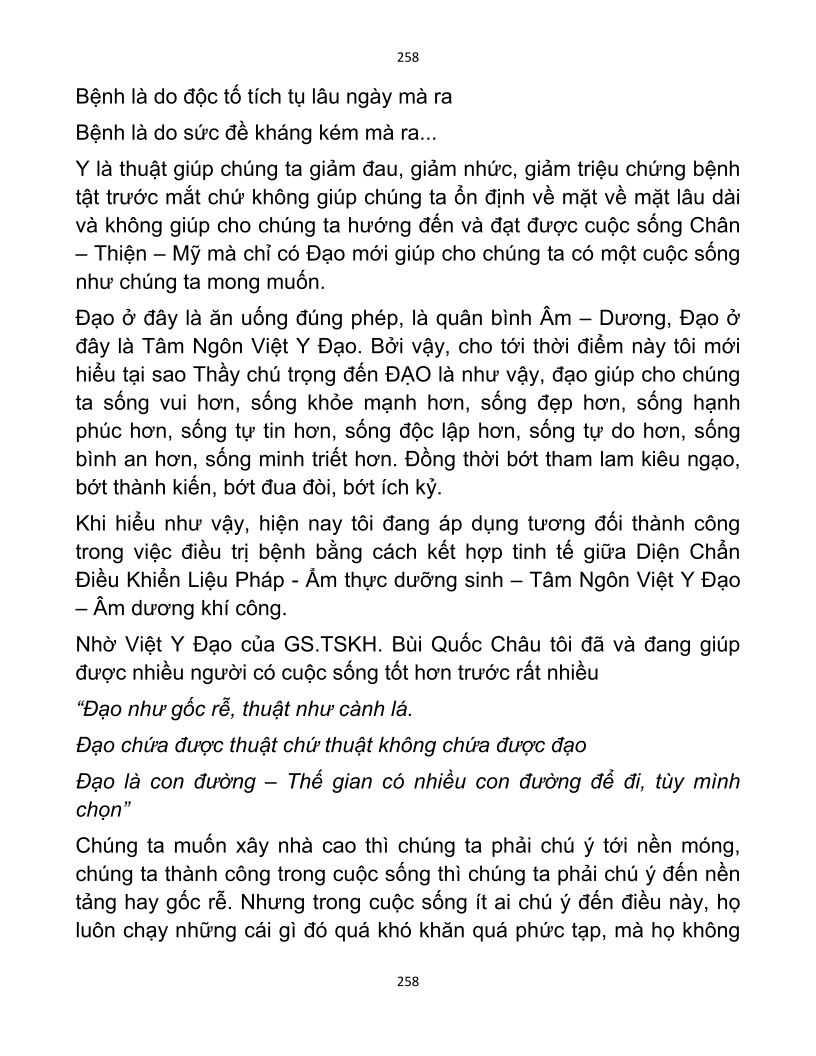 258
Bệnh là do độc tố tích tụ lâu ngày mà ra
Bệnh là do sức đề kháng kém mà ra...
Y là thuật giúp chúng ta giảm đau, giảm nhức, giảm triệu chứng bệnh
tật trước mắt chứ không giúp chúng ta ổn định về mặt về mặt lâu dài
và không giúp cho chúng ta hướng đến và đạt được cuộc sống Chân
– Thiện – Mỹ mà chỉ có Đạo mới giúp cho chúng ta có một cuộc sống
như chúng ta mong muốn.
Đạo ở đây là ăn uống đúng phép, là quân bình Âm – Dương, Đạo ở
đây là Tâm Ngôn Việt Y Đạo. Bởi vậy, cho tới thời điểm này tôi mới
hiểu tại sao Thầy chú trọng đến ĐẠO là như vậy, đạo giúp cho chúng
ta sống vui hơn, sống khỏe mạnh hơn, sống đẹp hơn, sống hạnh
phúc hơn, sống tự tin hơn, sống độc lập hơn, sống tự do hơn, sống
bình an hơn, sống minh triết hơn. Đồng thời bớt tham lam kiêu ngạo,
bớt thành kiến, bớt đua đòi, bớt ích kỷ.
Khi hiểu như vậy, hiện nay tôi đang áp dụng tương đối thành công
trong việc điều trị bệnh bằng cách kết hợp tinh tế giữa Diện Chẩn
Điều Khiển Liệu Pháp - Ẩm thực dưỡng sinh – Tâm Ngôn Việt Y Đạo
– Âm dương khí công.
Nhờ Việt Y Đạo của GS.TSKH. Bùi Quốc Châu tôi đã và đang giúp
được nhiều người có cuộc sống tốt hơn trước rất nhiều
“Đạo như gốc rễ, thuật như cành lá.
Đạo chứa được thuật chứ thuật không chứa được đạo
Đạo là con đường – Thế gian có nhiều con đường để đi, tùy mình
chọn”
Chúng ta muốn xây nhà cao thì chúng ta phải chú ý tới nền móng,
chúng ta thành công trong cuộc sống thì chúng ta phải chú ý đến nền
tảng hay gốc rễ. Nhưng trong cuộc sống ít ai chú ý đến điều này, họ
luôn chạy những cái gì đó quá khó khăn quá phức tạp, mà họ không
258